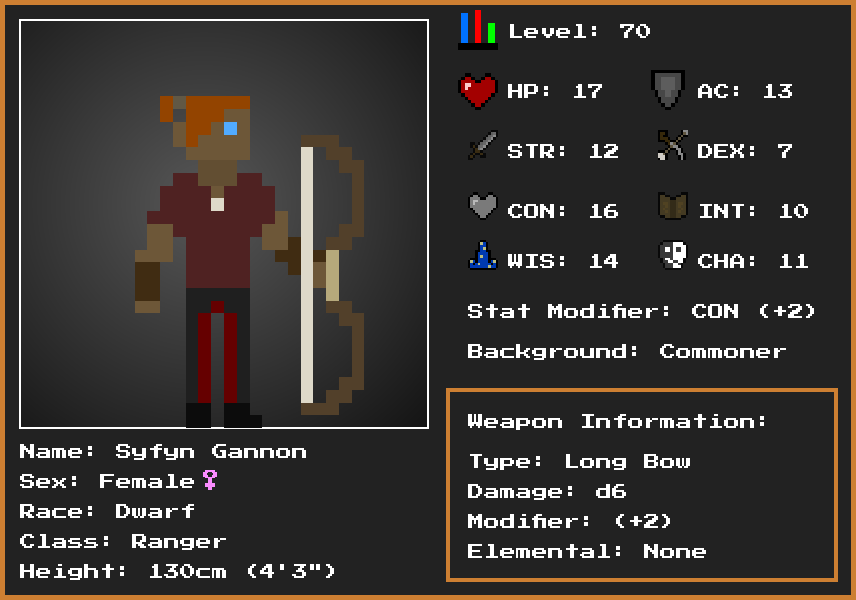 Level: 70
HP: 17 AC: 13
STR: 12 DEX: 7
CON: 16 INT: 10
WIS: 14 CHA: 11
Stat Modifier: CON (+2)
Background: Commoner
Weapon Information:
Type: Long Bow
Damage: d6
Modifier: (+2)
Elemental: None
Name: Syfyn Gannon
Sex: Female♀
Race: Dwarf
Class: Ranger
Height: 130cm (4'3")